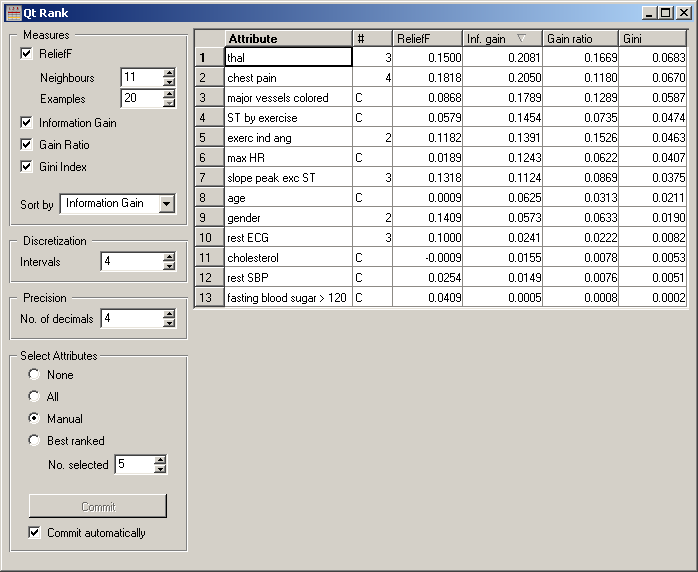 Qt Rank
Measures
ReliefF
Neighbours 11
Examples 20
Information Gain
Gain Ratio
Gini Index
Sort by Information Gain
Discretization
Intervals 4
Precision
No. of decimals 4
Select Attributes
None
All
Manual
Best ranked
No. selected 5
Commit
Commit automatically
Attribute # ReliefF Inf. gain Gain ratio Gini
1 thal 3 0.1500 0.2081 0.1669 0.0683
2 chest pain 4 0.1818 0.2050 0.1180 0.0670
3 major vessels colored C 0.0868 0.1789 0.1289 0.0587
4 ST by exercise C 0.0579 0.1454 0.0735 0.0474
5 exerc ind ang 2 0.1182 0.1391 0.1526 0.0463
6 max HR C 0.0189 0.1243 0.0622 0.0407
7 slope peak exc ST 3 0.1318 0.1124 0.0869 0.0375
8 age C 0.0009 0.0625 0.0313 0.0211
9 gender 2 0.1409 0.0573 0.0633 0.0190
10 rest ECG 3 0.1000 0.0241 0.0222 0.0082
11 cholesterol C -0.0009 0.0155 0.0078 0.0053
12 rest SBP C 0.0254 0.0149 0.0076 0.0051
13 fasting blood sugar > 120 C 0.0409 0.0005 0.0008 0.0002